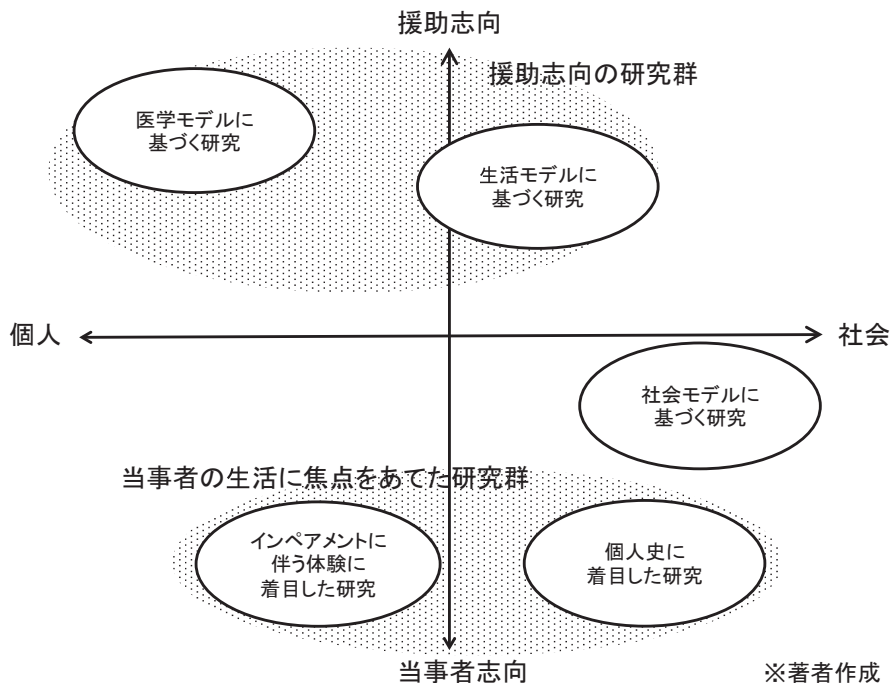 援助志向
援助志向の研究群
医学モデルに
基づく研究
生活モデルに
基づく研究
個人
社会
社会モデルに
基づく研究
当事者の生活に焦点をあてた研究群
インペアメントに
伴う体験に
着目した研究
個人史に
着目した研究
当事者志向
※著者作成